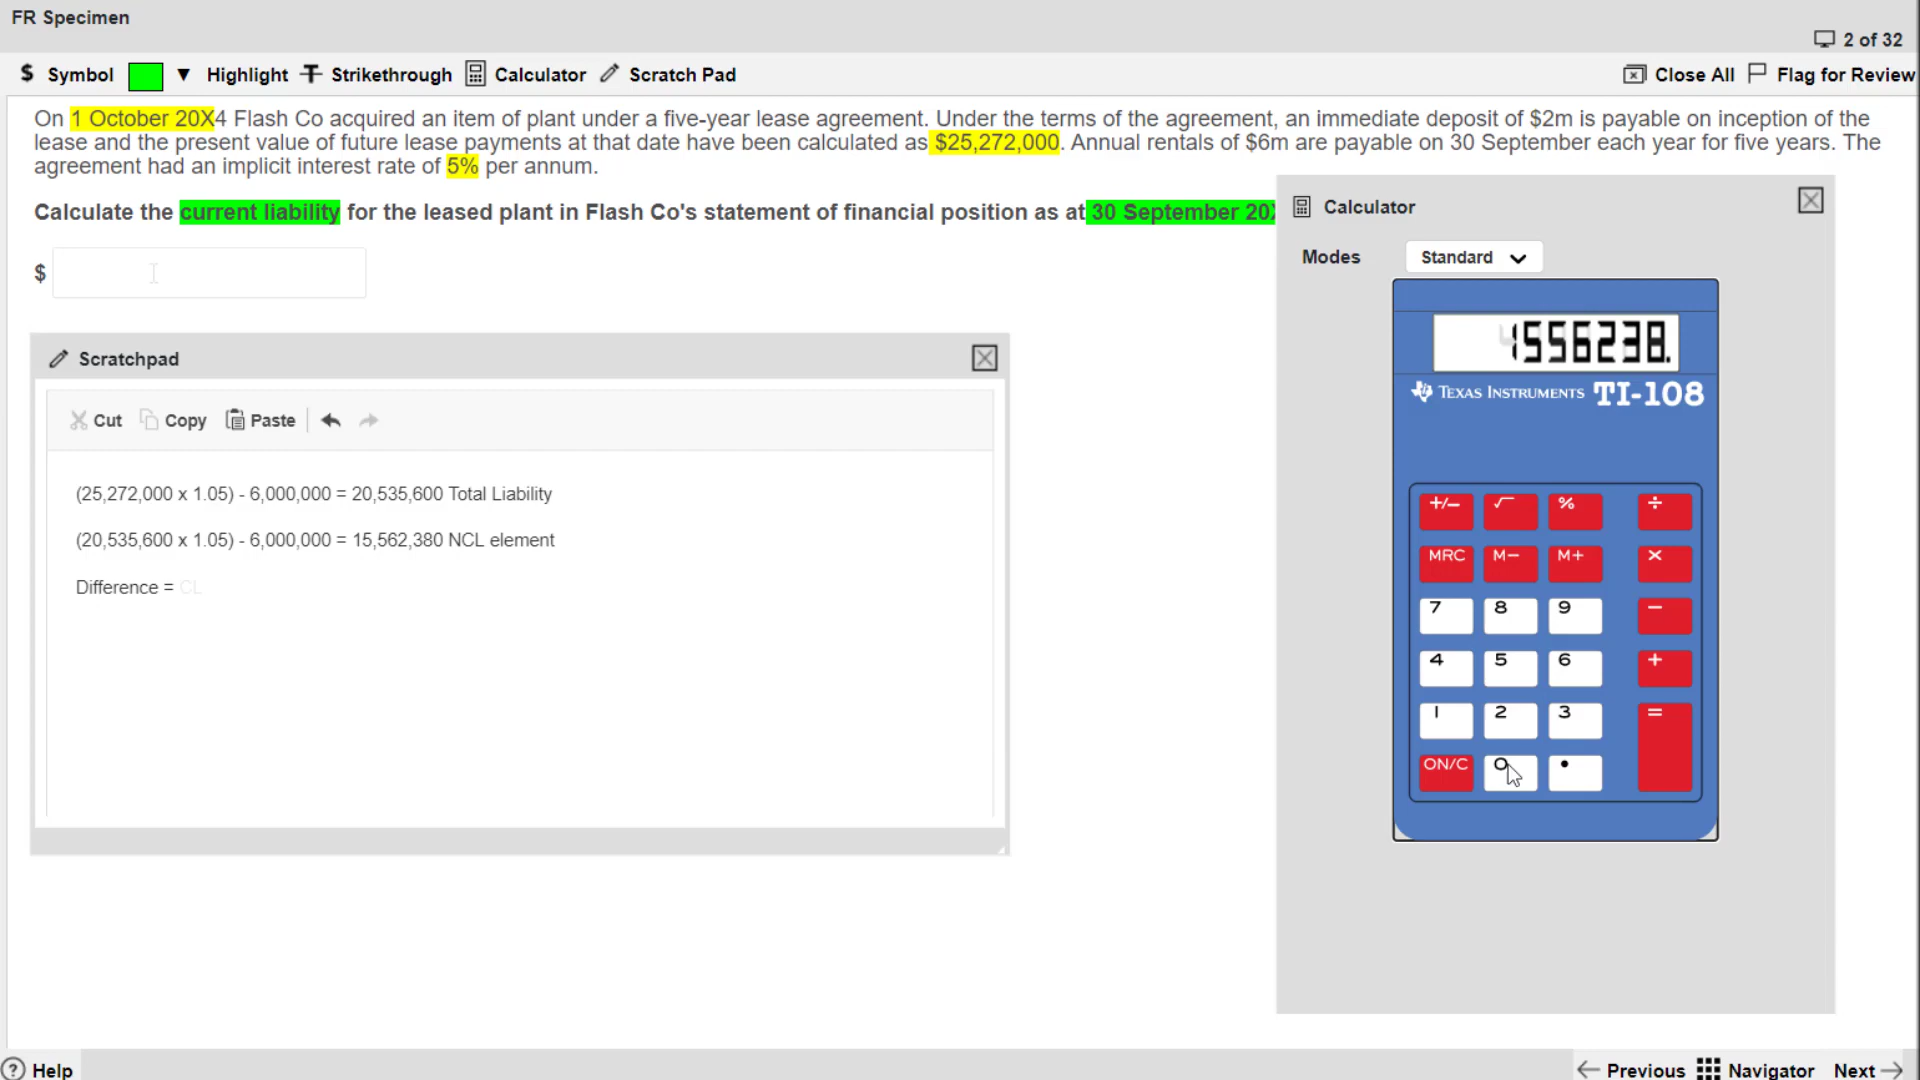 FR Specimen
2 of 32
$ Symbol Highlight Strikethrough Calculator Scratch Pad Close All Flag for Review
On 1 October 20X4 Flash Co acquired an item of plant under a five-year lease agreement. Under the terms of the agreement, an immediate deposit of $2m is payable on inception of the
lease and the present value of future lease payments at that date have been calculated as $25,272,000. Annual rentals of $6m are payable on 30 September each year for five years. The
agreement had an implicit interest rate of 5% per annum.
Calculate the current liability for the leased plant in Flash Co's statement of financial position as at 30 September 20X
$
Calculator
Modes Standard
1556238.
TEXAS INSTRUMENTS TI-108
+/− √ % ÷
MRC M− M+ ×
7 8 9 −
4 5 6 +
1 2 3 =
ON/C 0 •
Scratchpad
Cut Copy Paste
(25,272,000 x 1.05) - 6,000,000 = 20,535,600 Total Liability
(20,535,600 x 1.05) - 6,000,000 = 15,562,380 NCL element
Difference = CL
? Help
Previous Navigator Next